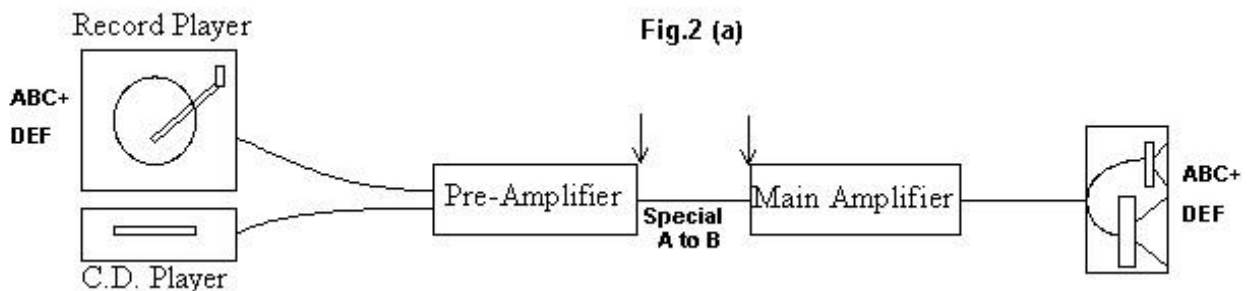 Record Player
Fig.2 (a)
ABC+
DEF
Pre-Amplifier
Special
A to B
Main Amplifier
ABC+
DEF
C.D. Player